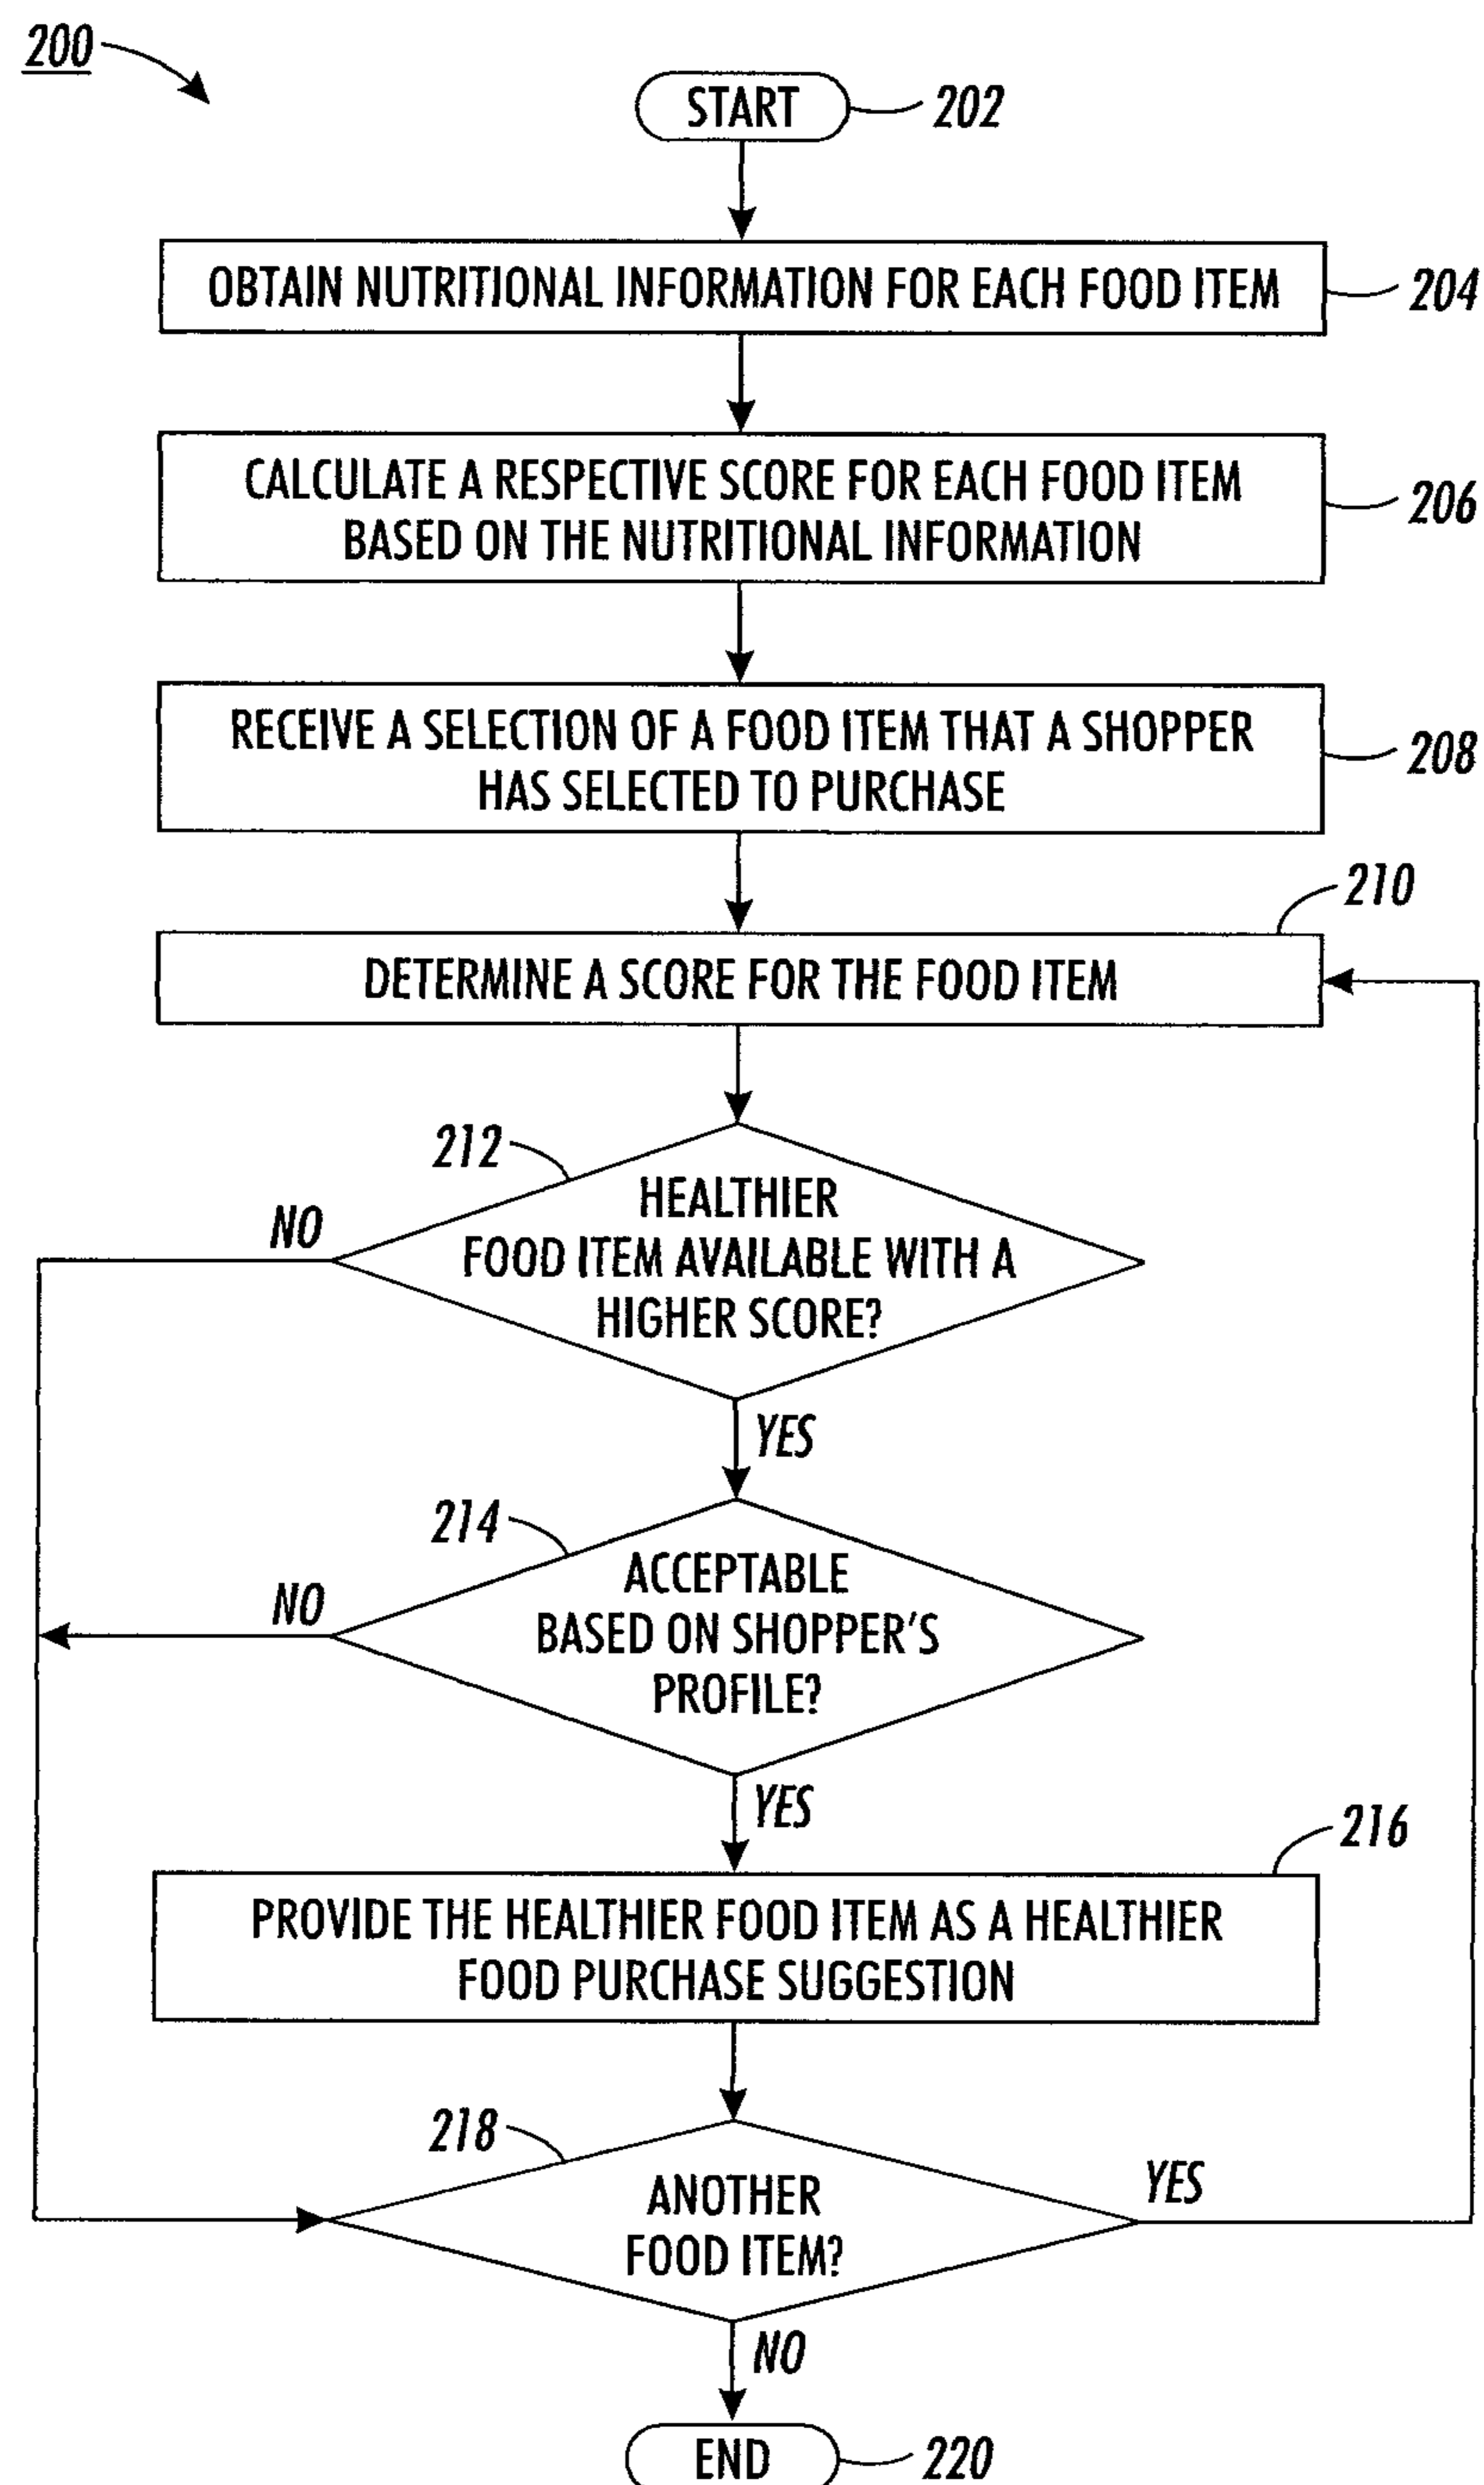 200
START
202
OBTAIN NUTRITIONAL INFORMATION FOR EACH FOOD ITEM
204
CALCULATE A RESPECTIVE SCORE FOR EACH FOOD ITEM
BASED ON THE NUTRITIONAL INFORMATION
206
RECEIVE A SELECTION OF A FOOD ITEM THAT A SHOPPER
HAS SELECTED TO PURCHASE
208
210
DETERMINE A SCORE FOR THE FOOD ITEM
212
NO
HEALTHIER
FOOD ITEM AVAILABLE WITH A
HIGHER SCORE?
YES
214
NO
ACCEPTABLE
BASED ON SHOPPER'S
PROFILE?
YES
216
PROVIDE THE HEALTHIER FOOD ITEM AS A HEALTHIER
FOOD PURCHASE SUGGESTION
218
ANOTHER
FOOD ITEM?
YES
NO
END
220